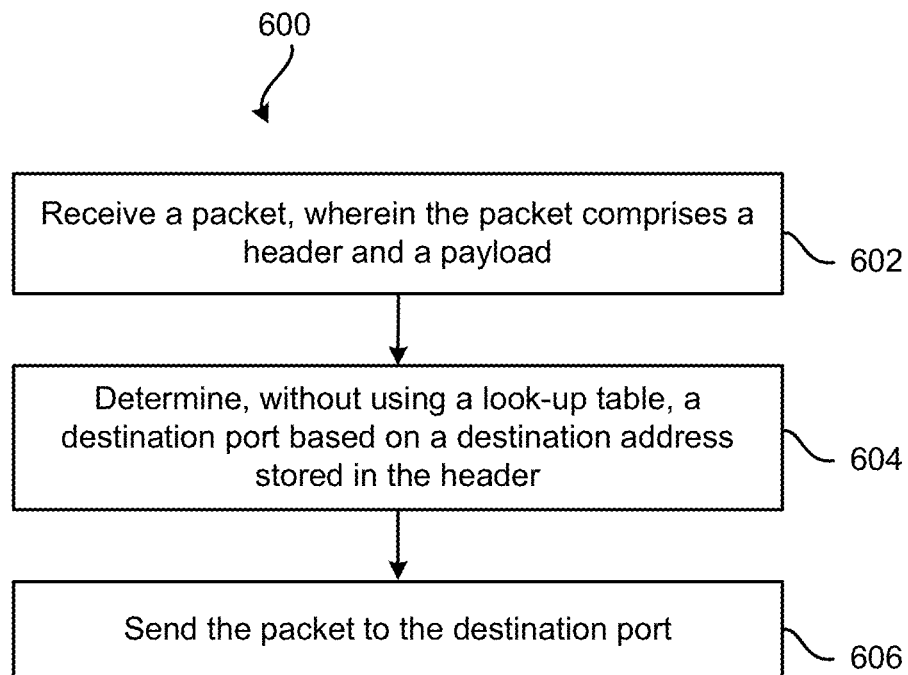 600
Receive a packet, wherein the packet comprises a
header and a payload
602
Determine, without using a look-up table, a
destination port based on a destination address
stored in the header
604
Send the packet to the destination port
606